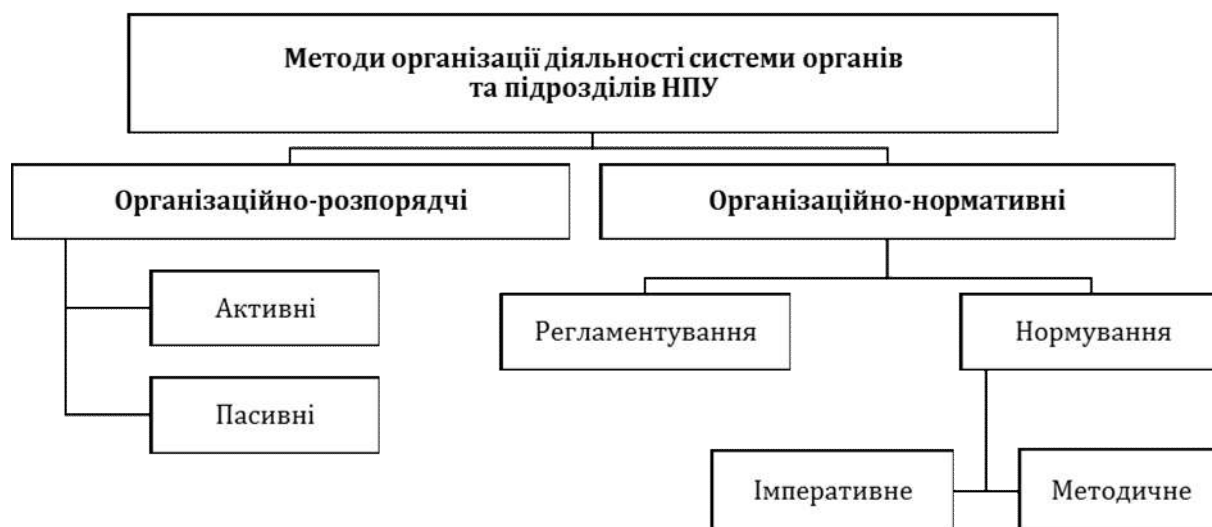 Методи організації діяльності системи органів
та підрозділів НПУ
Організаційно-розпорядчі
Організаційно-нормативні
Активні
Пасивні
Регламентування
Нормування
Імперативне
Методичне